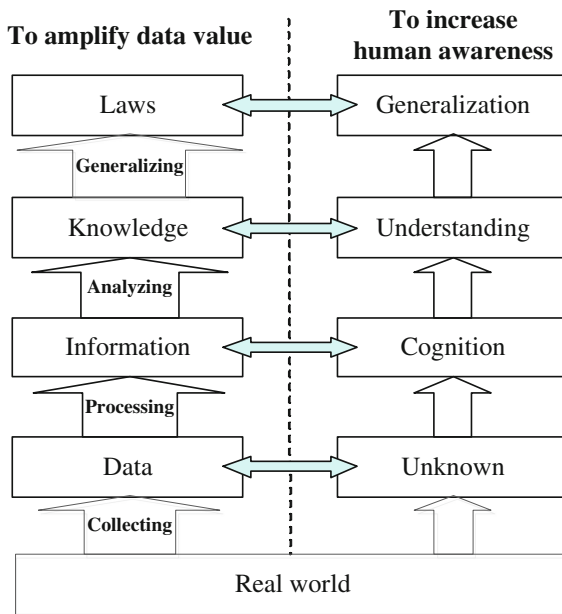 To amplify data value
To increase
human awareness
Laws
Generalization
Generalizing
Knowledge
Understanding
Analyzing
Information
Cognition
Processing
Data
Unknown
Collecting
Real world